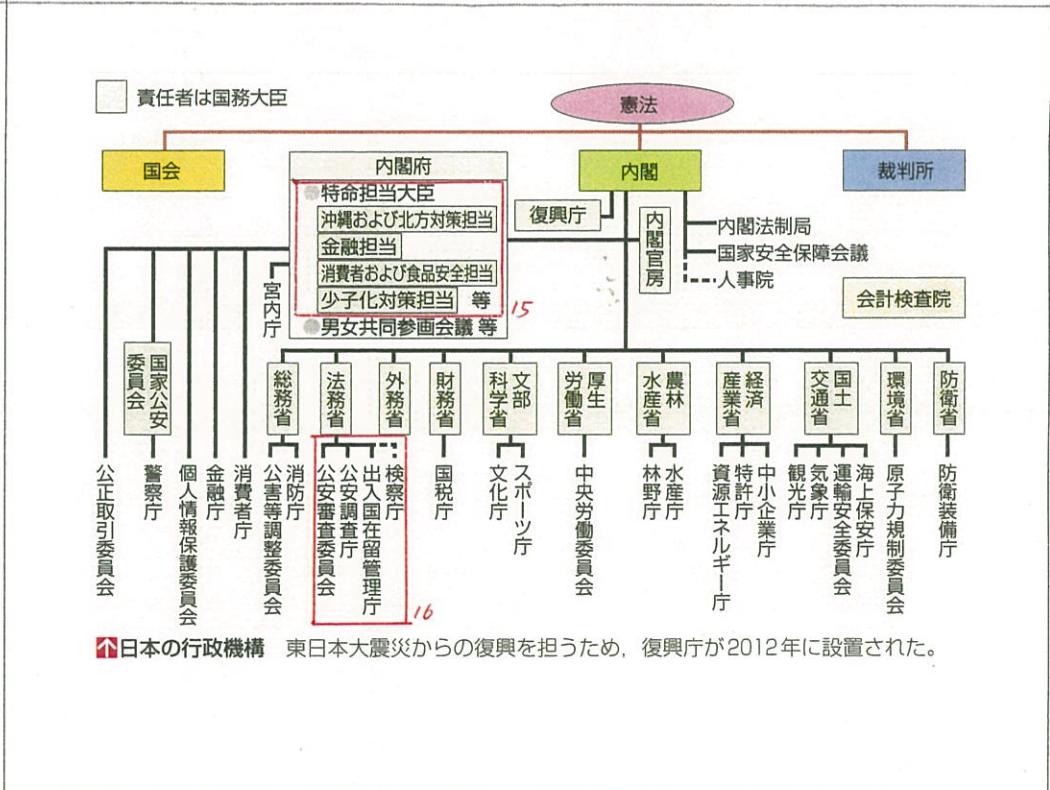 責任者は国務大臣
憲法
国会
内閣府
内閣
裁判所
●特命担当大臣
沖縄および北方対策担当
金融担当
消費者および食品安全担当
少子化対策担当 等
15
●男女共同参画会議 等
復興庁
内閣官房
内閣法制局
国家安全保障会議
人事院
会計検査院
宮内庁
国家公安委員会
総務省
法務省
外務省
財務省
文部科学省
厚生労働省
農林水産省
経済産業省
国土交通省
環境省
防衛省
公正取引委員会
警察庁
個人情報保護委員会
金融庁
消費者庁
公害等調整委員会
消防庁
公安審査委員会
公安調査庁
出入国在留管理庁
検察庁
16
国税庁
文化庁
スポーツ庁
中央労働委員会
林野庁
水産庁
資源エネルギー庁
特許庁
中小企業庁
観光庁
気象庁
運輸安全委員会
海上保安庁
原子力規制委員会
防衛装備庁
↑日本の行政機構 東日本大震災からの復興を担うため，復興庁が2012年に設置された。